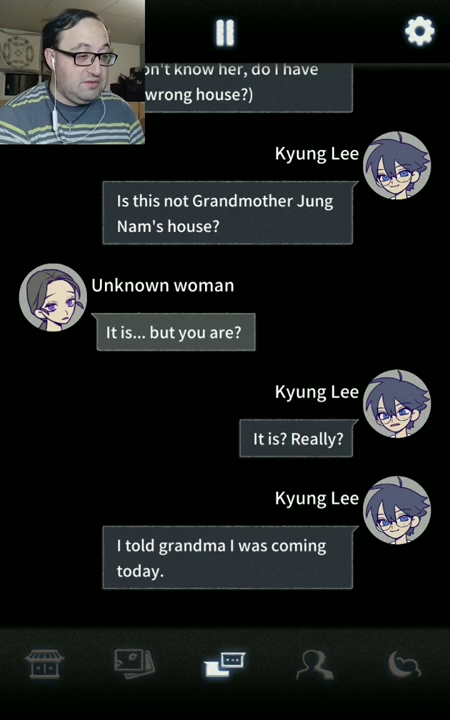 on't know her, do I have
wrong house?)
Kyung Lee
Is this not Grandmother Jung
Nam's house?
Unknown woman
It is... but you are?
Kyung Lee
It is? Really?
Kyung Lee
I told grandma I was coming
today.